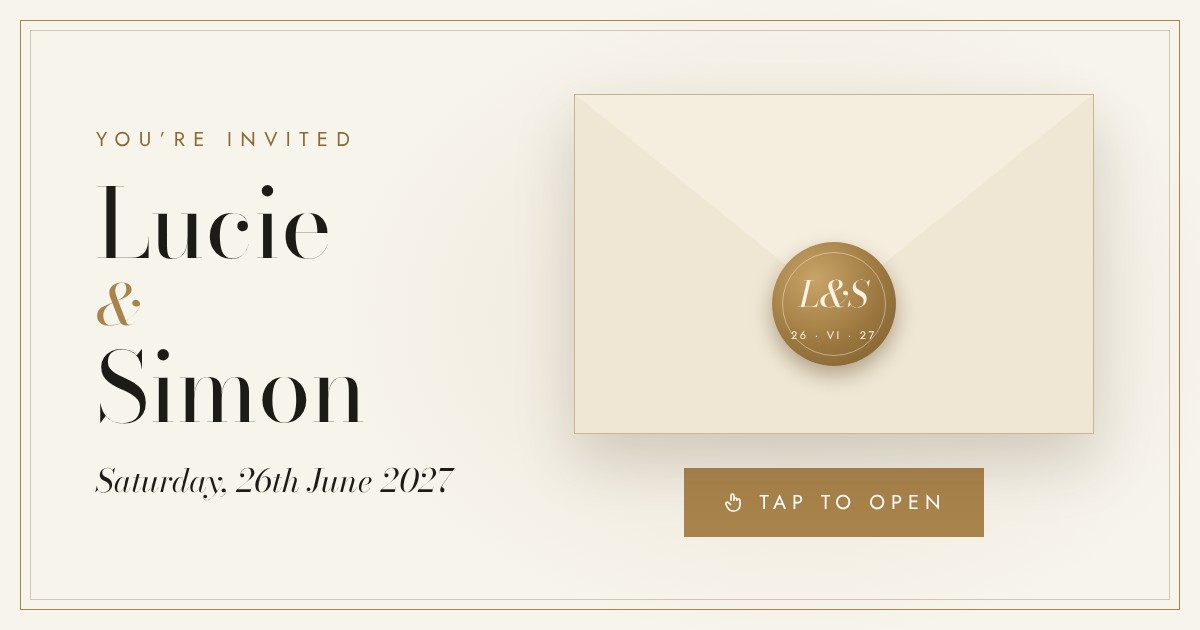 YOU’RE INVITED
Lucie
&
Simon
Saturday, 26th June 2027
L&S
26 · VI · 27
TAP TO OPEN